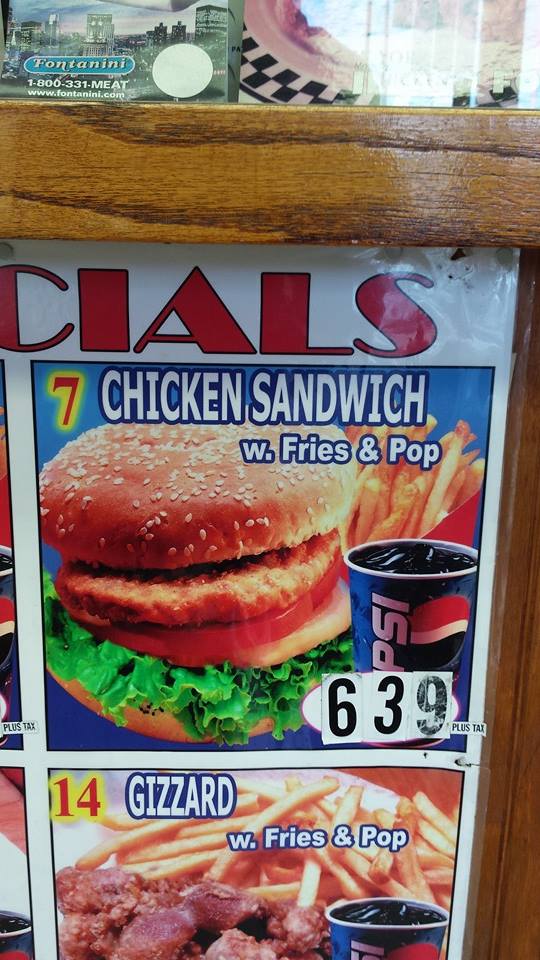 Fontanini
1-800-331-MEAT
www.fontanini.com
CIALS
7 CHICKEN SANDWICH
w. Fries & Pop
PSI
639
PLUS TAX
PLUS TAX
14 GIZZARD
w. Fries & Pop
SI